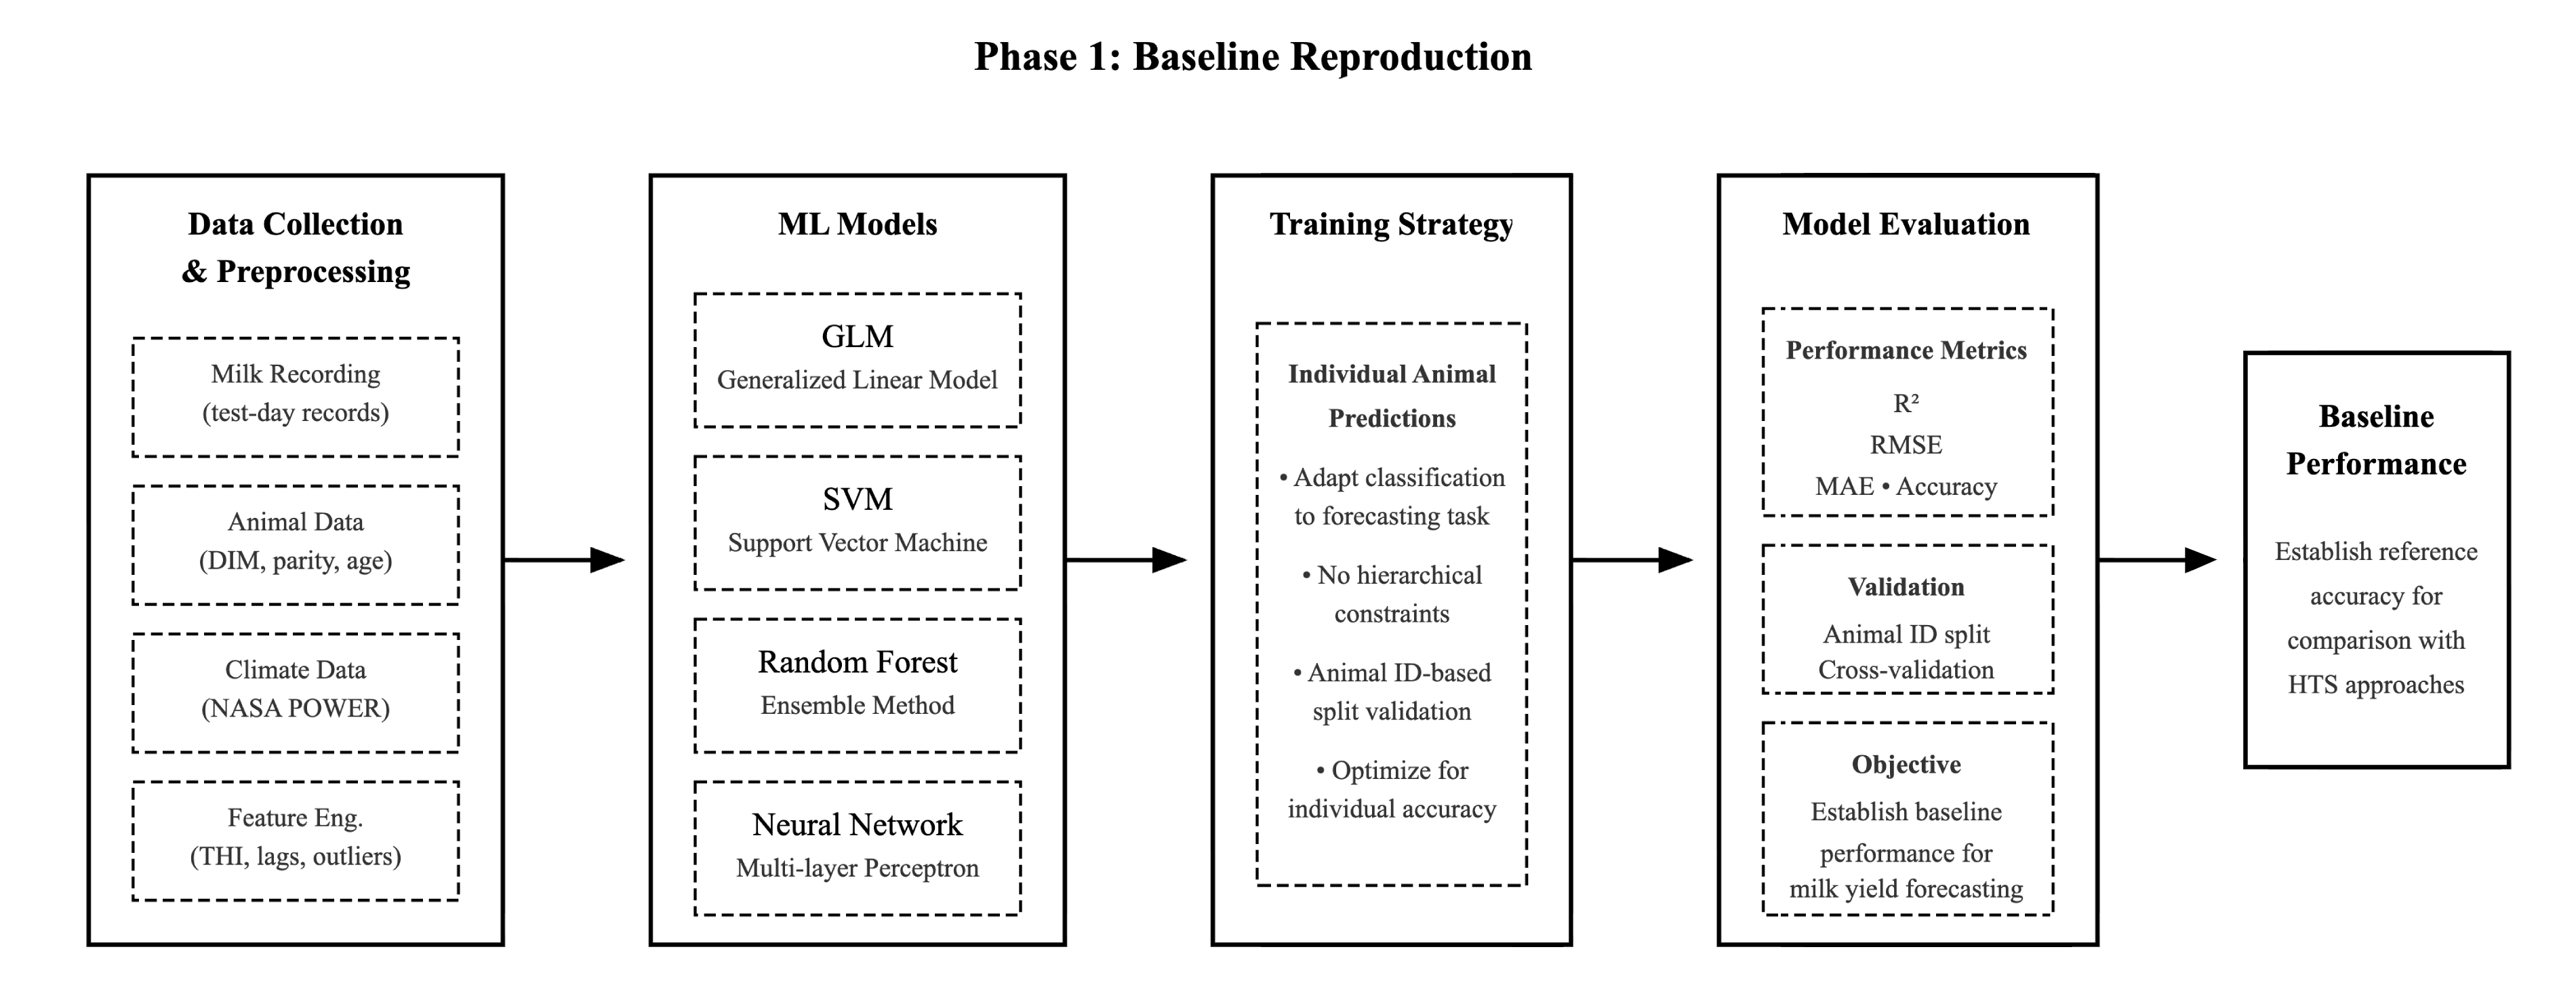 Phase 1: Baseline Reproduction
Data Collection
& Preprocessing
Milk Recording
(test-day records)
Animal Data
(DIM, parity, age)
Climate Data
(NASA POWER)
Feature Eng.
(THI, lags, outliers)
ML Models
GLM
Generalized Linear Model
SVM
Support Vector Machine
Random Forest
Ensemble Method
Neural Network
Multi-layer Perceptron
Training Strategy
Individual Animal
Predictions
• Adapt classification
to forecasting task
• No hierarchical
constraints
• Animal ID-based
split validation
• Optimize for
individual accuracy
Model Evaluation
Performance Metrics
R²
RMSE
MAE • Accuracy
Validation
Animal ID split
Cross-validation
Objective
Establish baseline
performance for
milk yield forecasting
Baseline
Performance
Establish reference
accuracy for
comparison with
HTS approaches